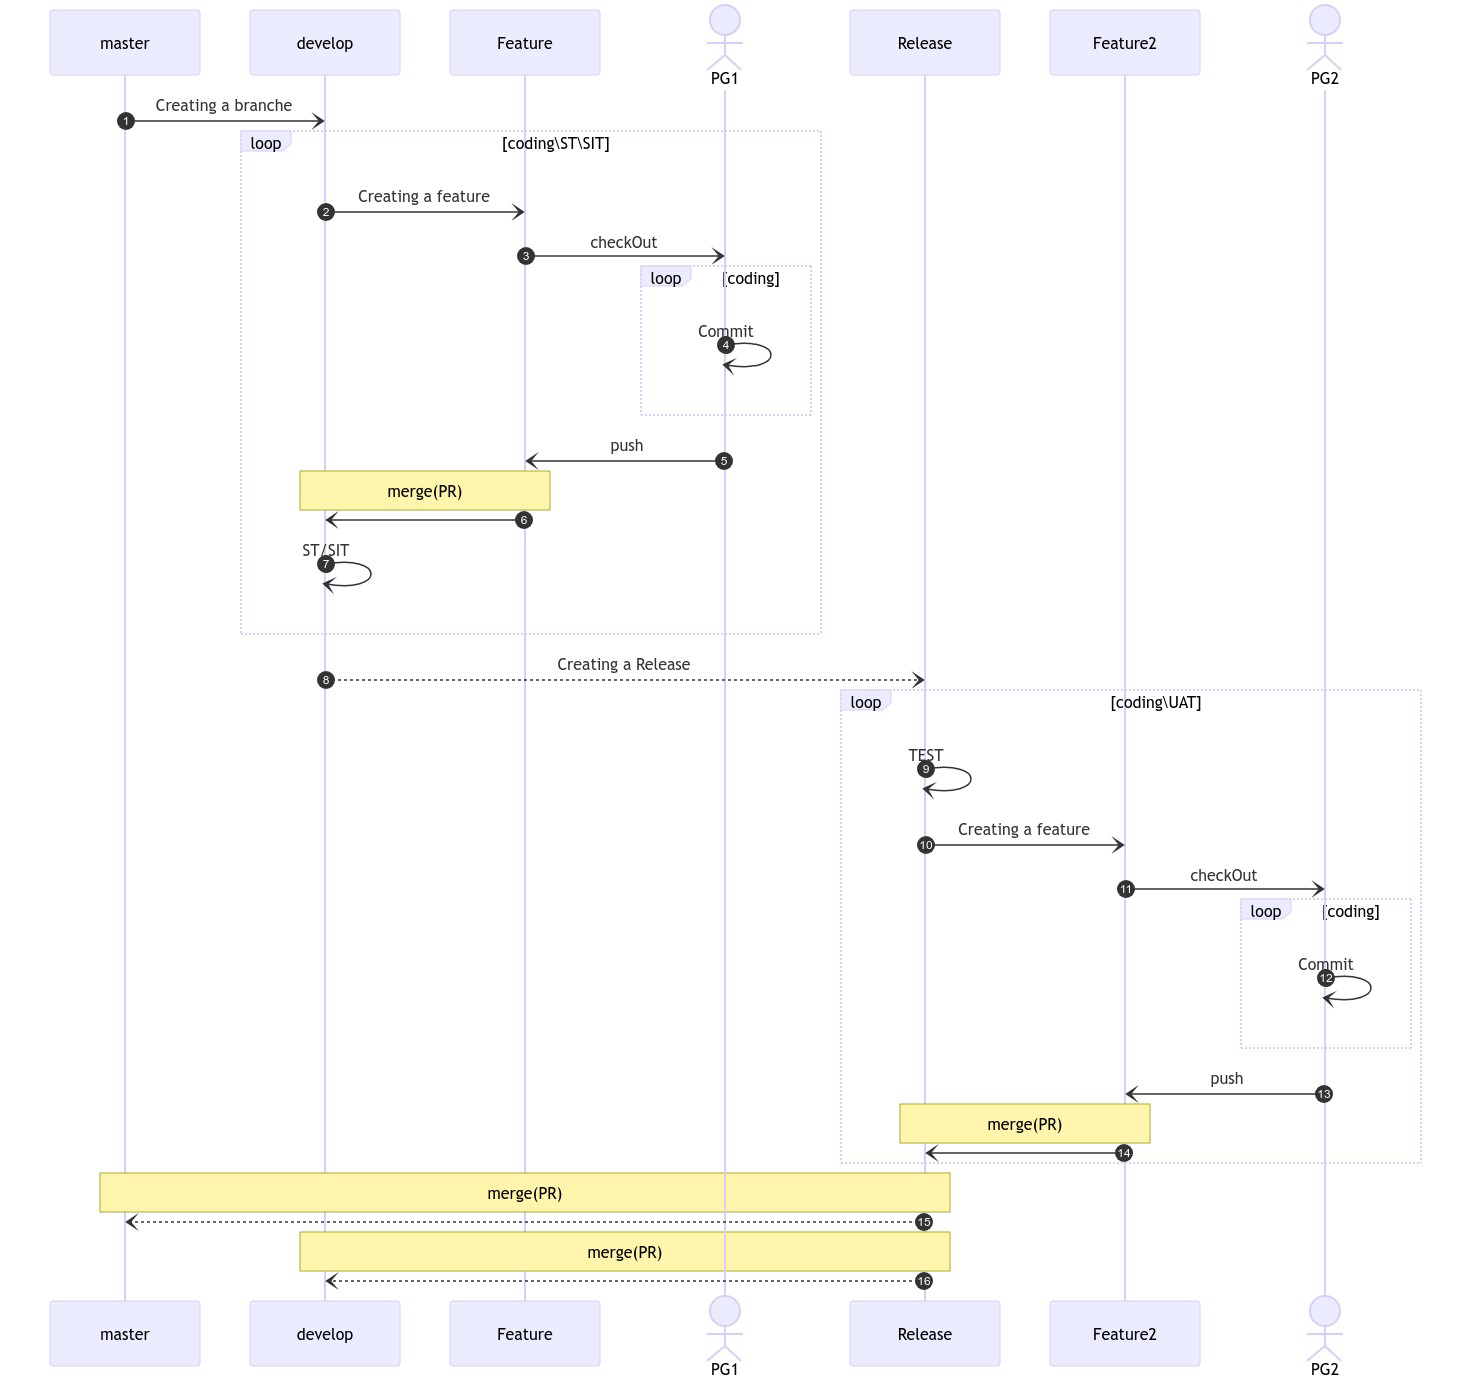 master
develop
Feature
PG1
Release
Feature2
PG2
Creating a branche
1
loop
[coding\ST\SIT]
Creating a feature
2
checkOut
3
loop
[coding]
Commit
4
push
5
merge(PR)
6
ST/SIT
7
Creating a Release
8
loop
[coding\UAT]
TEST
9
Creating a feature
10
checkOut
11
loop
[coding]
Commit
12
push
13
merge(PR)
14
merge(PR)
15
merge(PR)
16
master
develop
Feature
PG1
Release
Feature2
PG2